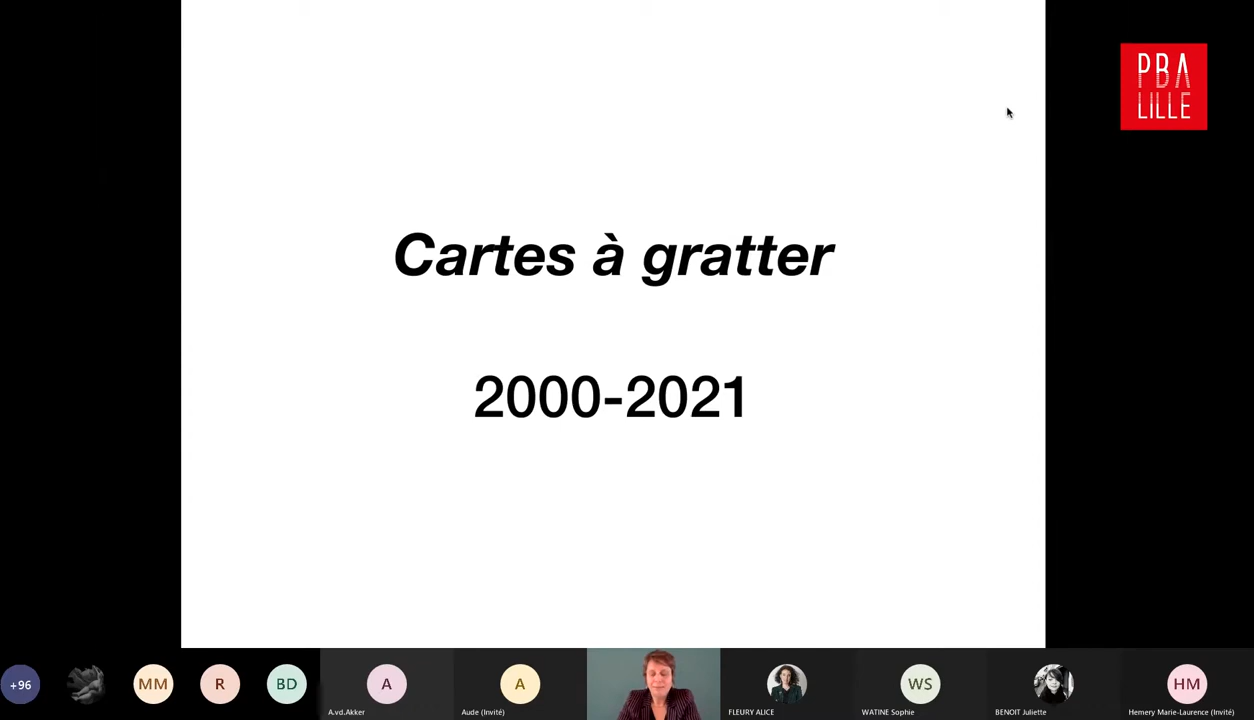 PBA
LILLE
Cartes à gratter
2000-2021
+96
MM
R
BD
A
A
WS
HM
A.vd.Akker
Aude (Invité)
FLEURY ALICE
WATINE Sophie
BENOIT Juliette
Hemery Marie-Laurence (Invité)